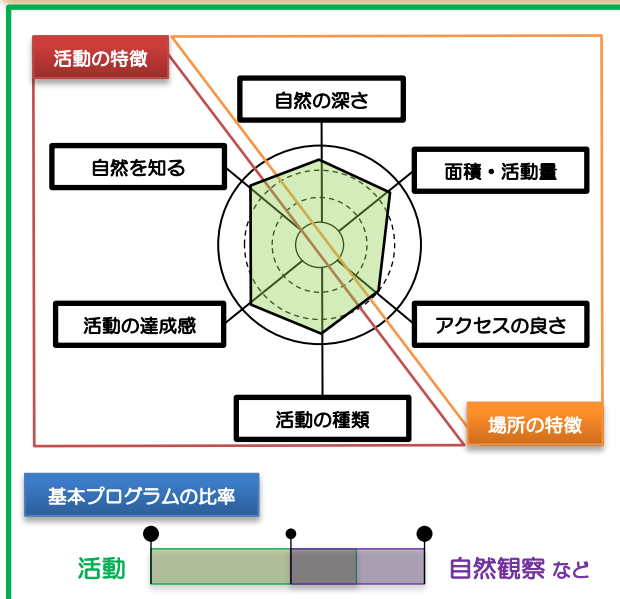 活動の特徴
自然の深さ
自然を知る
面積・活動量
活動の達成感
アクセスの良さ
活動の種類
場所の特徴
基本プログラムの比率
活動
自然観察 など